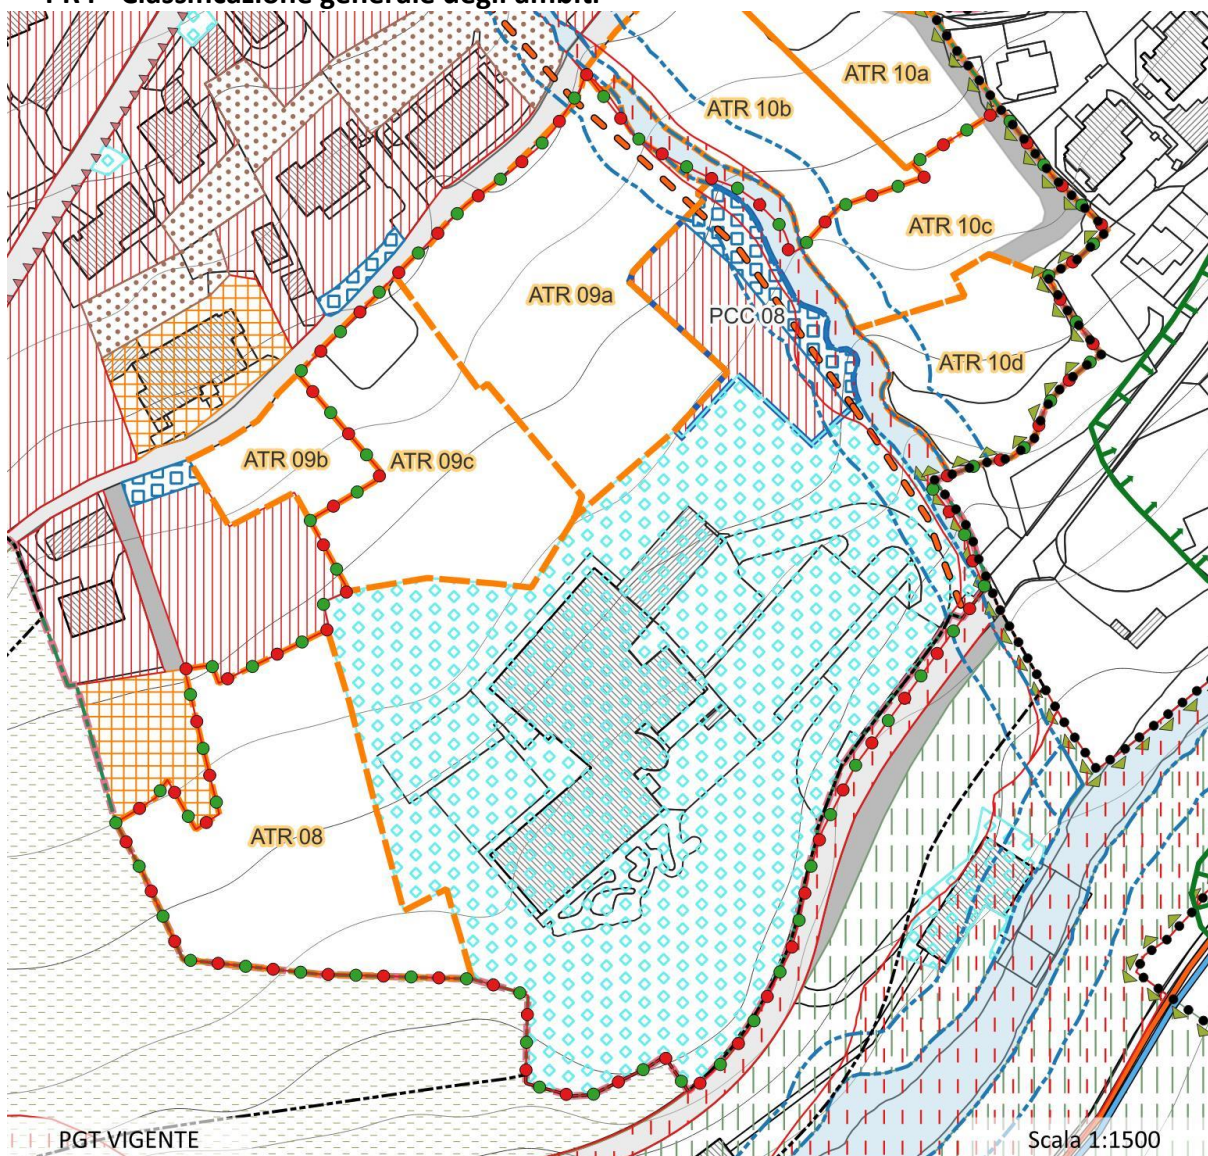 Classificazione generale degli ambiti
ATR 10a
ATR 10b
ATR 10c
ATR 09a
PCC 08
ATR 10d
ATR 09b
ATR 09c
ATR 08
PGT VIGENTE
Scala 1:1500